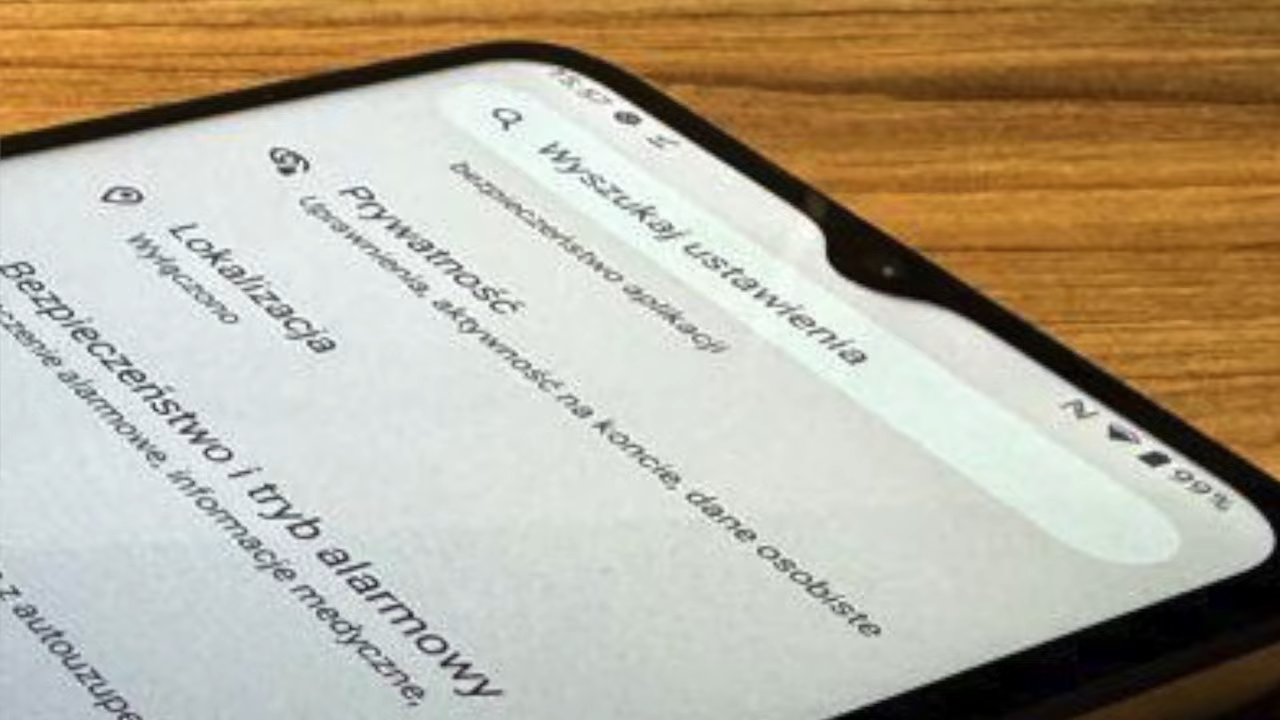 99%
Wyszukaj ustawienia
bezpieczeństwo aplikacji
Prywatność
Uprawnienia, aktywność na koncie, dane osobiste
Lokalizacja
Wyłączono
Bezpieczeństwo i tryb alarmowy
alarmowe, informacje medyczne,
z